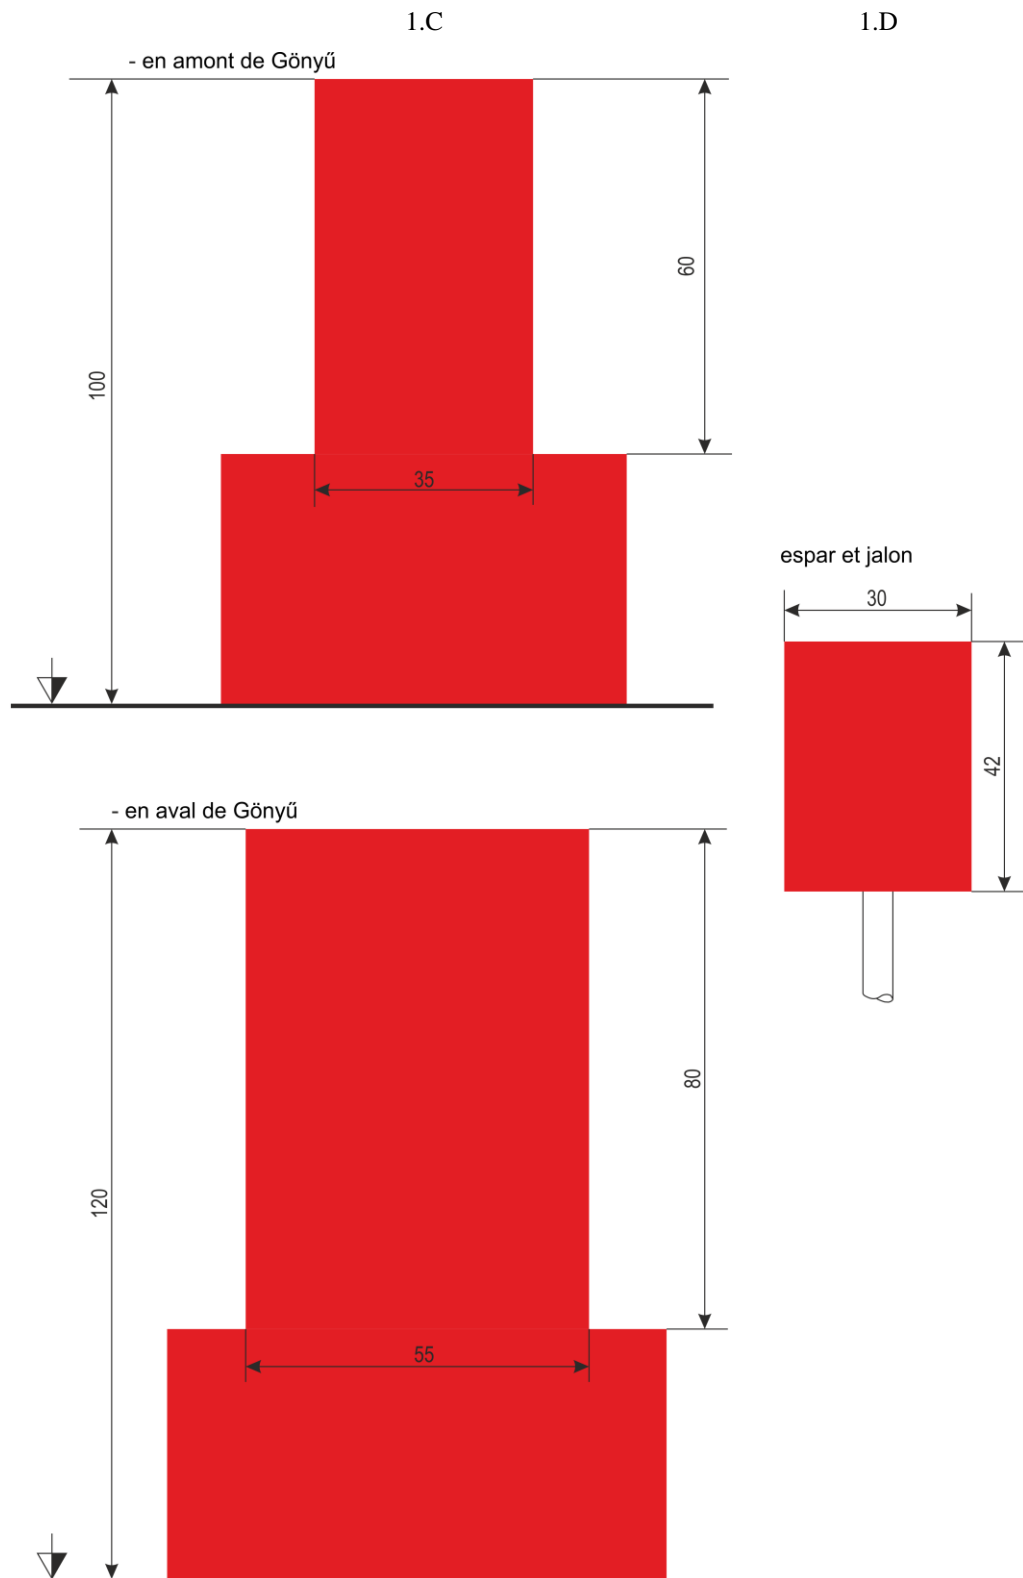 1.C
1.D
- en amont de Gönyű
100
60
35
espar et jalon
30
42
- en aval de Gönyű
120
80
55